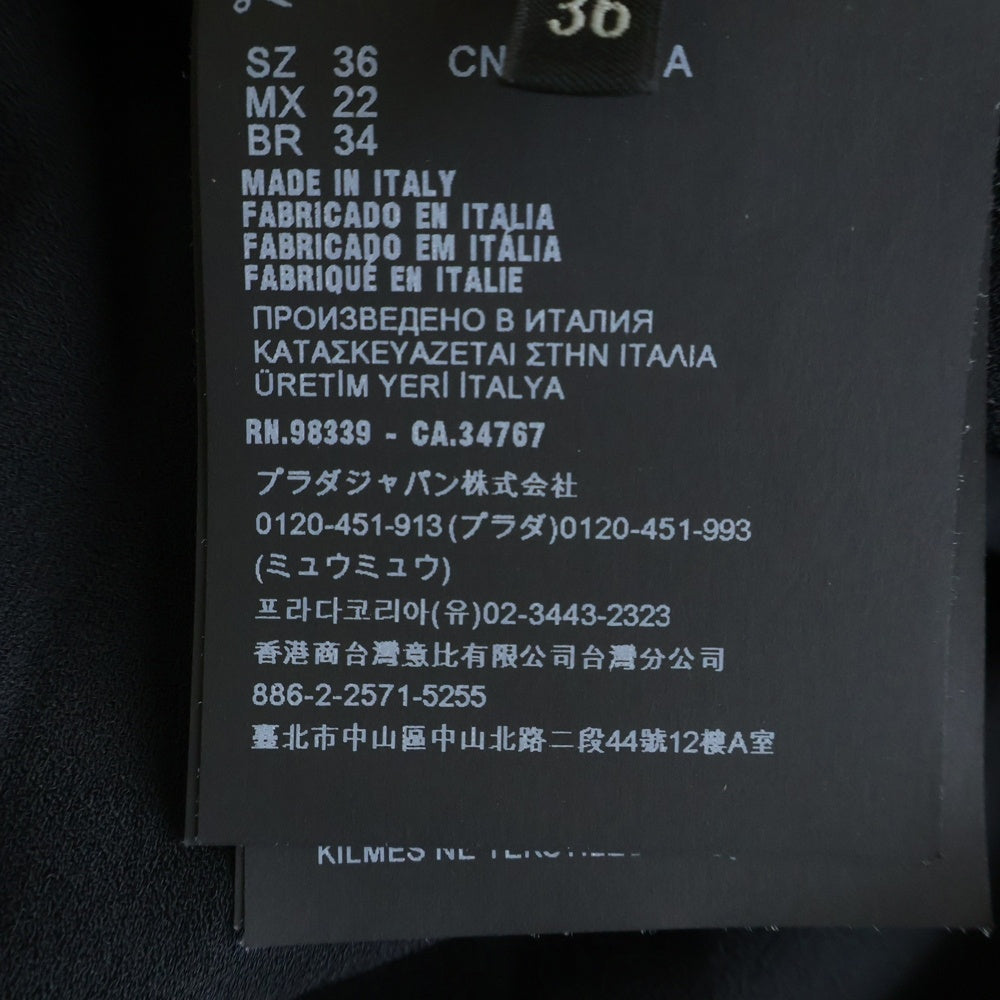 36
SZ 36 CN A
MX 22
BR 34
MADE IN ITALY
FABRICADO EN ITALIA
FABRICADO EM ITÁLIA
FABRIQUÉ EN ITALIE
ПРОИЗВЕДЕНО В ИТАЛИЯ
ΚΑΤΑΣΚΕΥΑΖΕΤΑΙ ΣΤΗΝ ΙΤΑΛΙΑ
ÜRETİM YERİ İTALYA
RN.98339 - CA.34767
プラダジャパン株式会社
0120-451-913(プラダ)0120-451-993
(ミュウミュウ)
프라다코리아(유)02-3443-2323
香港商台灣意比有限公司台灣分公司
886-2-2571-5255
臺北市中山區中山北路二段44號12樓A室
KILMES NE